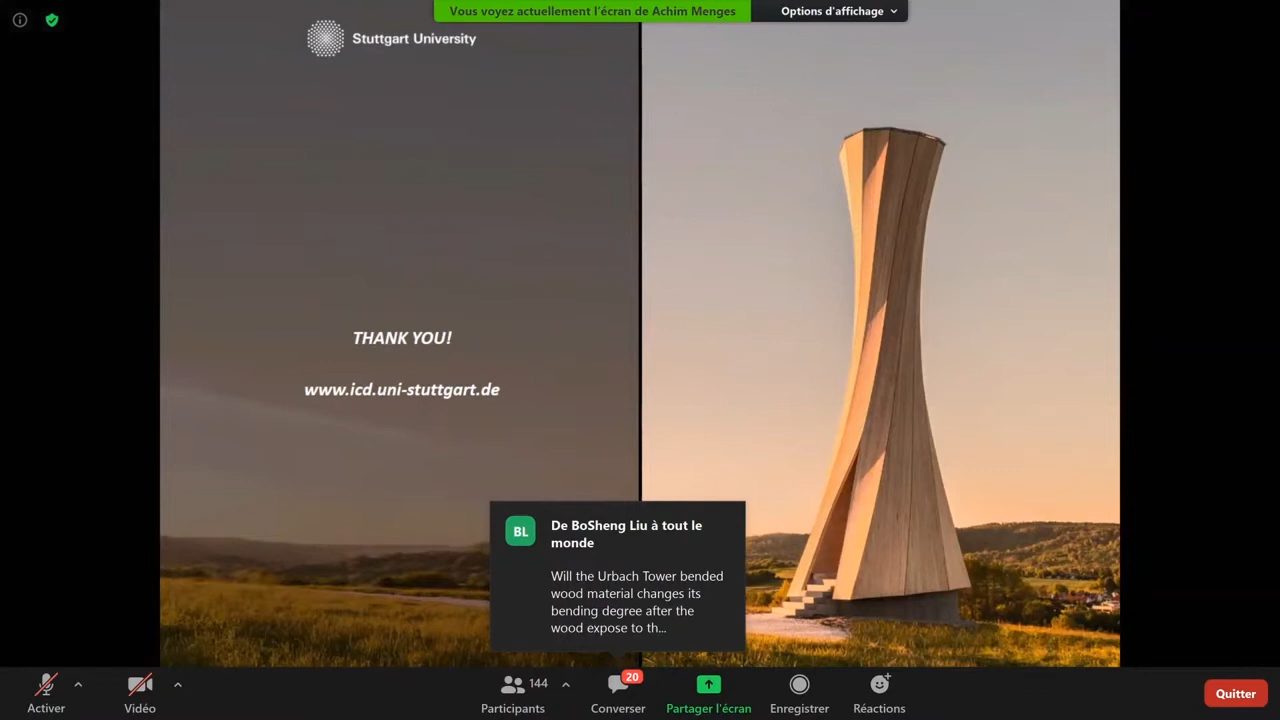 Vous voyez actuellement l'écran de Achim Menges
Options d'affichage
Stuttgart University
THANK YOU!
www.icd.uni-stuttgart.de
BL
De BoSheng Liu à tout le
monde
Will the Urbach Tower bended
wood material changes its
bending degree after the
wood expose to th...
Activer
Vidéo
144
Participants
20
Converser
Partager l'écran
Enregistrer
Réactions
Quitter